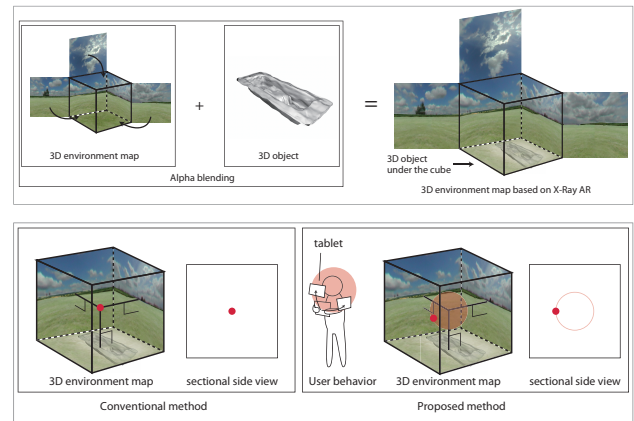 +
=
3D environment map
3D object
Alpha blending
3D object
under the cube
3D environment map based on X-Ray AR
tablet
3D environment map
sectional side view
User behavior
3D environment map
sectional side view
Conventional method
Proposed method